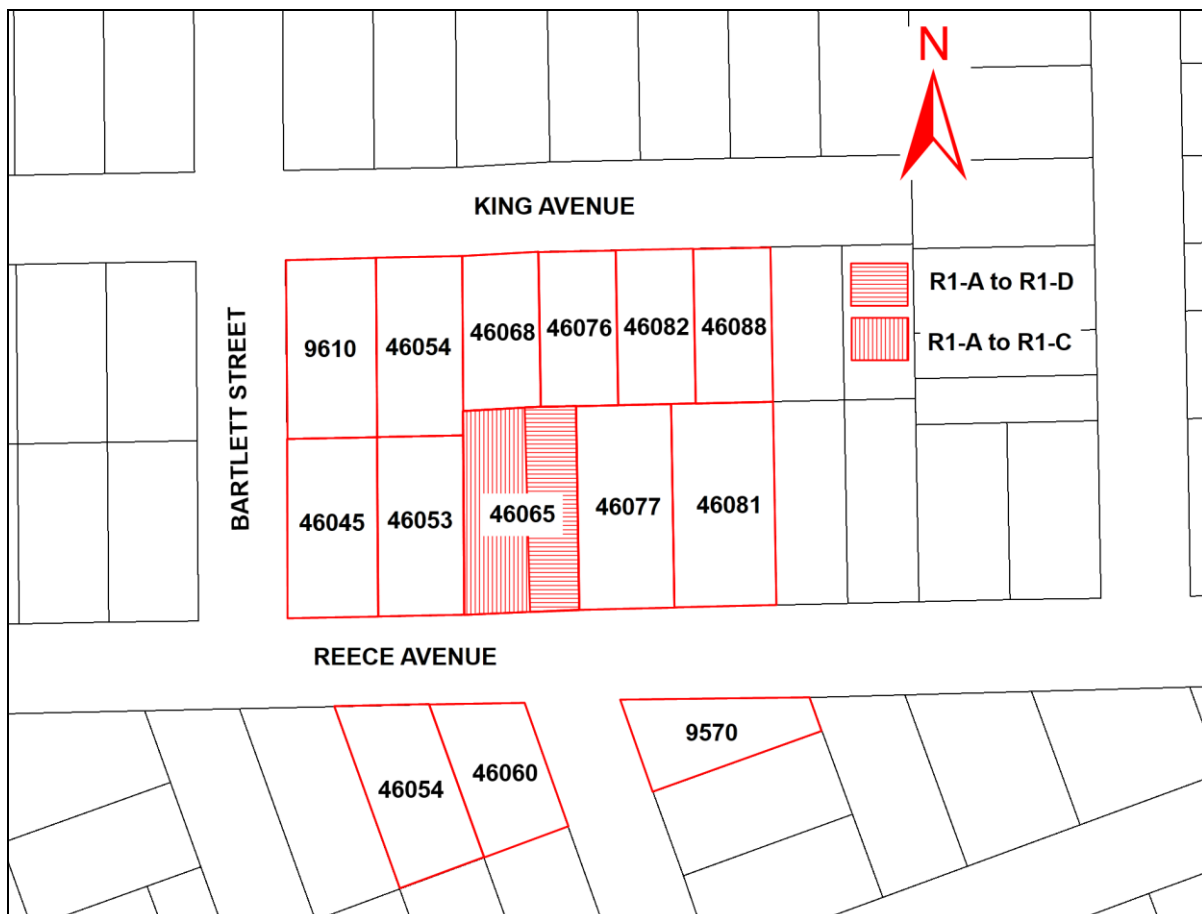 N
KING AVENUE
R1-A to R1-D
R1-A to R1-C
BARTLETT STREET
9610
46054
46068
46076
46082
46088
46045
46053
46065
46077
46081
REECE AVENUE
46054
46060
9570